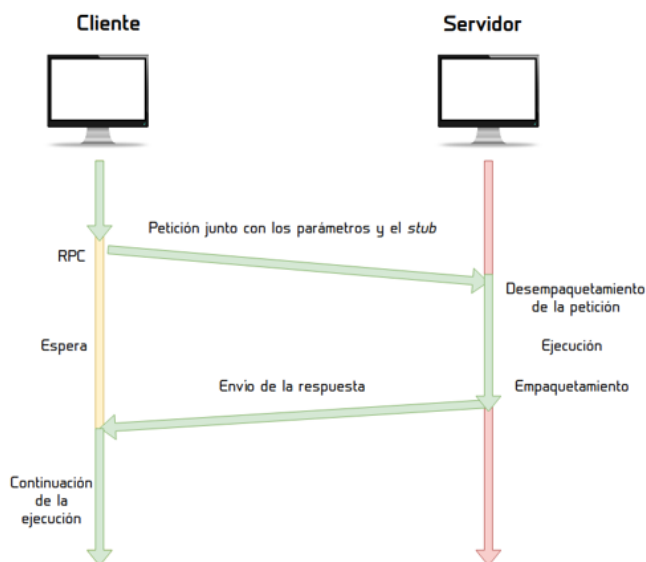 Cliente
Servidor
Petición junto con los parámetros y el stub
RPC
Desempaquetamiento
de la petición
Espera
Ejecución
Envío de la respuesta
Empaquetamiento
Continuación
de la
ejecución